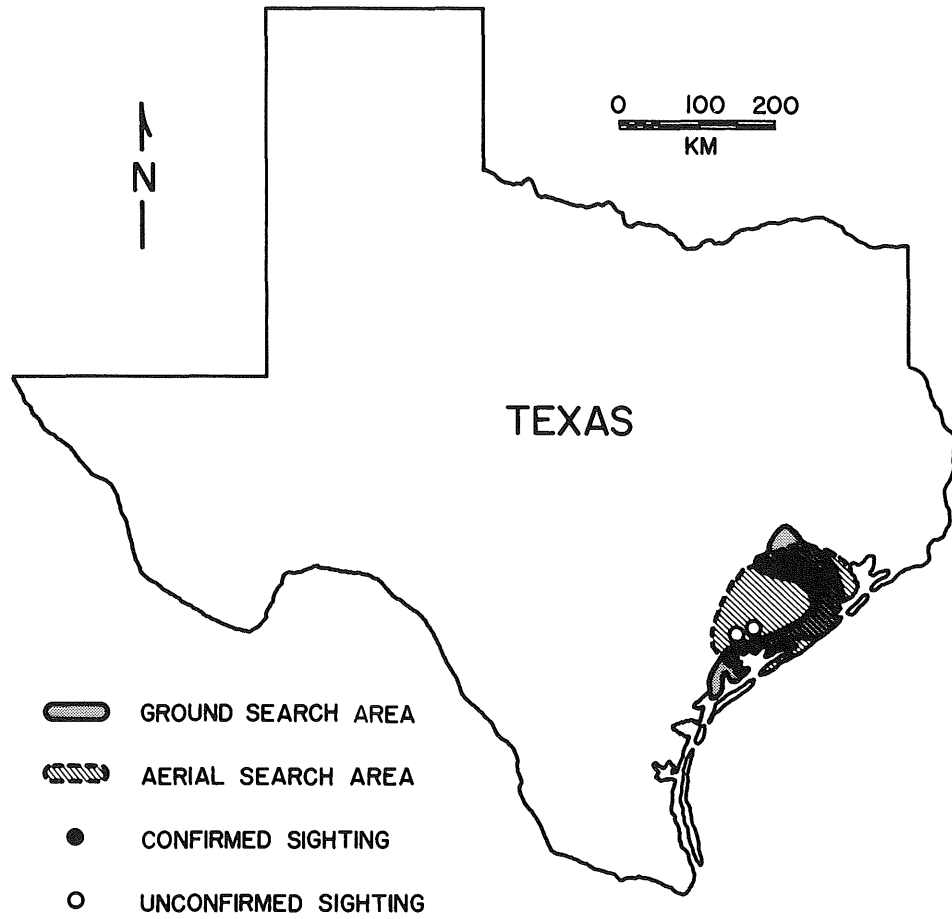 0 100 200
KM
N
TEXAS
GROUND SEARCH AREA
AERIAL SEARCH AREA
CONFIRMED SIGHTING
UNCONFIRMED SIGHTING